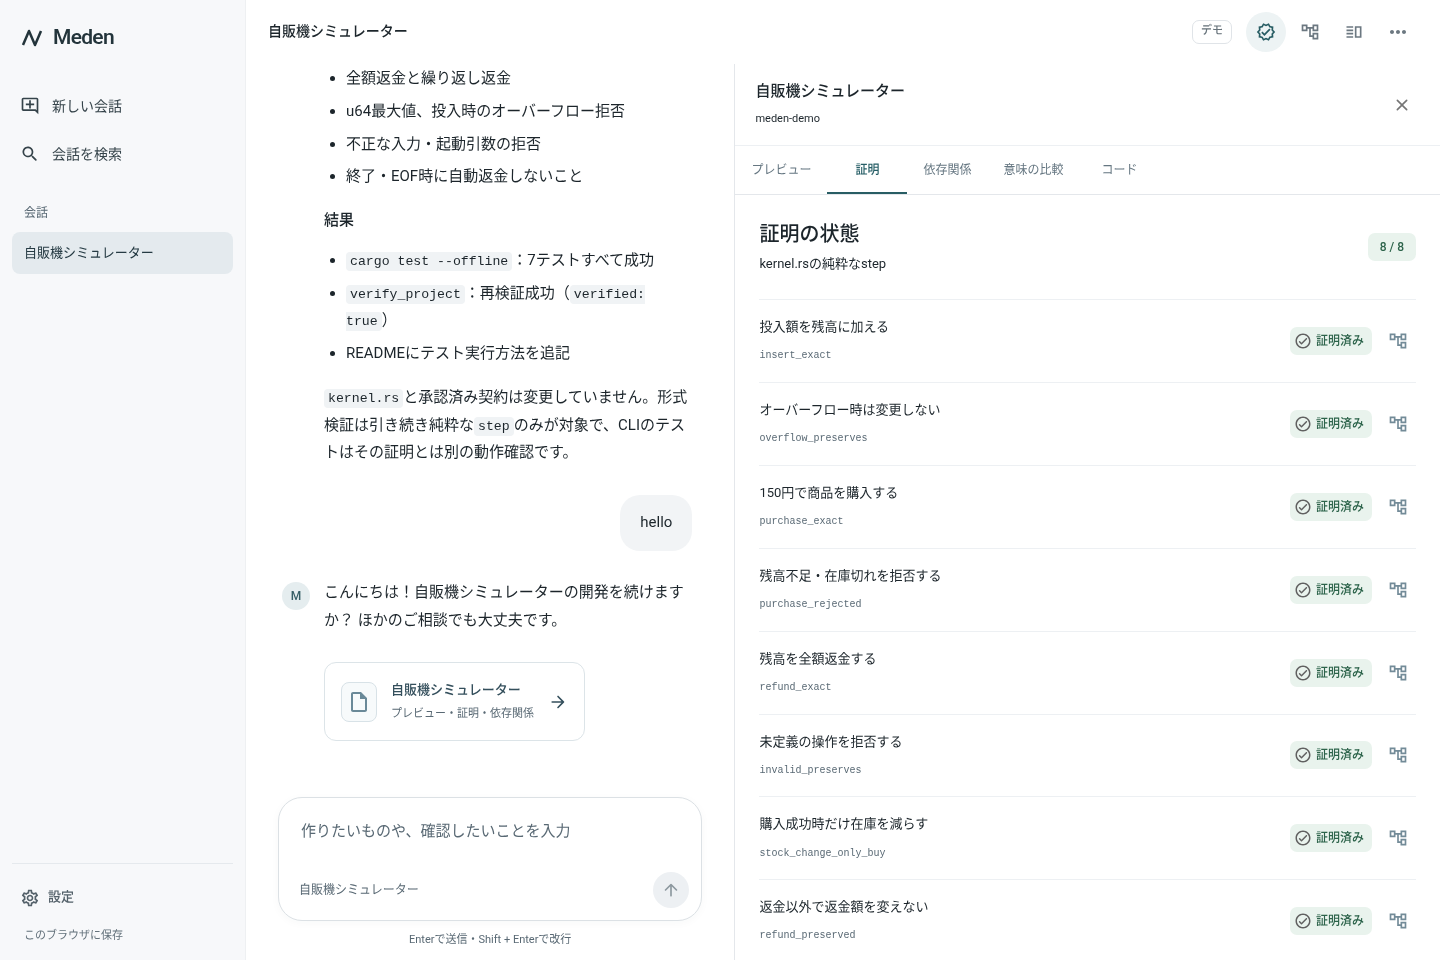 Meden
新しい会話
会話を検索
会話
自販機シミュレーター
設定
このブラウザに保存
自販機シミュレーター
デモ
全額返金と繰り返し返金
u64最大値、投入時のオーバーフロー拒否
不正な入力・起動引数の拒否
終了・EOF時に自動返金しないこと
結果
cargo test --offline：7テストすべて成功
verify_project：再検証成功（verified:
true）
READMEにテスト実行方法を追記
kernel.rsと承認済み契約は変更していません。形式
検証は引き続き純粋なstepのみが対象で、CLIのテス
トはその証明とは別の動作確認です。
hello
M
こんにちは！自販機シミュレーターの開発を続けます
か？ ほかのご相談でも大丈夫です。
自販機シミュレーター
プレビュー・証明・依存関係
作りたいものや、確認したいことを入力
自販機シミュレーター
Enterで送信・Shift + Enterで改行
自販機シミュレーター
meden-demo
プレビュー 証明 依存関係 意味の比較 コード
証明の状態
8 / 8
kernel.rsの純粋なstep
投入額を残高に加える
insert_exact
証明済み
オーバーフロー時は変更しない
overflow_preserves
証明済み
150円で商品を購入する
purchase_exact
証明済み
残高不足・在庫切れを拒否する
purchase_rejected
証明済み
残高を全額返金する
refund_exact
証明済み
未定義の操作を拒否する
invalid_preserves
証明済み
購入成功時だけ在庫を減らす
stock_change_only_buy
証明済み
返金以外で返金額を変えない
refund_preserved
証明済み